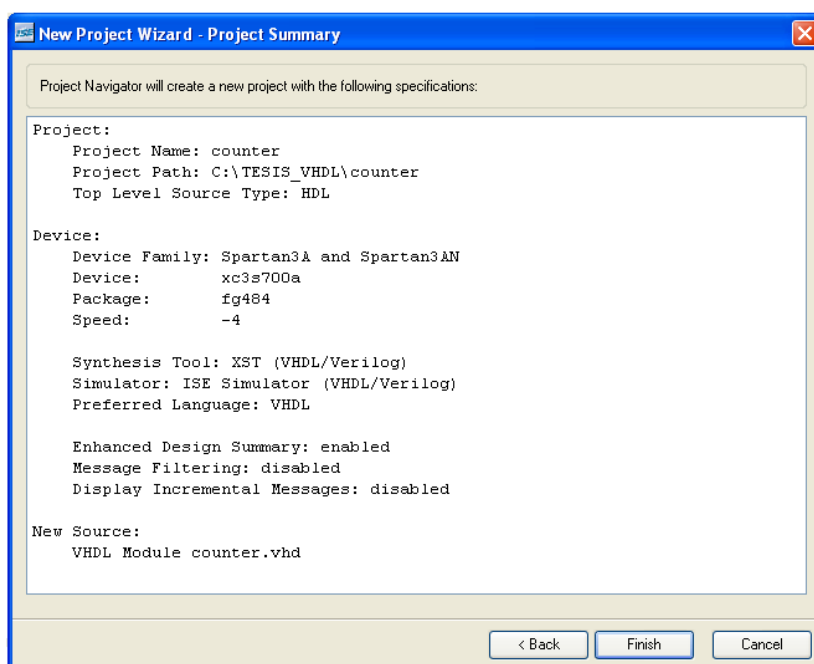 ISE New Project Wizard - Project Summary
Project Navigator will create a new project with the following specifications:
Project:
Project Name: counter
Project Path: C:\TESIS_VHDL\counter
Top Level Source Type: HDL
Device:
Device Family: Spartan3A and Spartan3AN
Device: xc3s700a
Package: fg484
Speed: -4
Synthesis Tool: XST (VHDL/Verilog)
Simulator: ISE Simulator (VHDL/Verilog)
Preferred Language: VHDL
Enhanced Design Summary: enabled
Message Filtering: disabled
Display Incremental Messages: disabled
New Source:
VHDL Module counter.vhd
< Back Finish Cancel